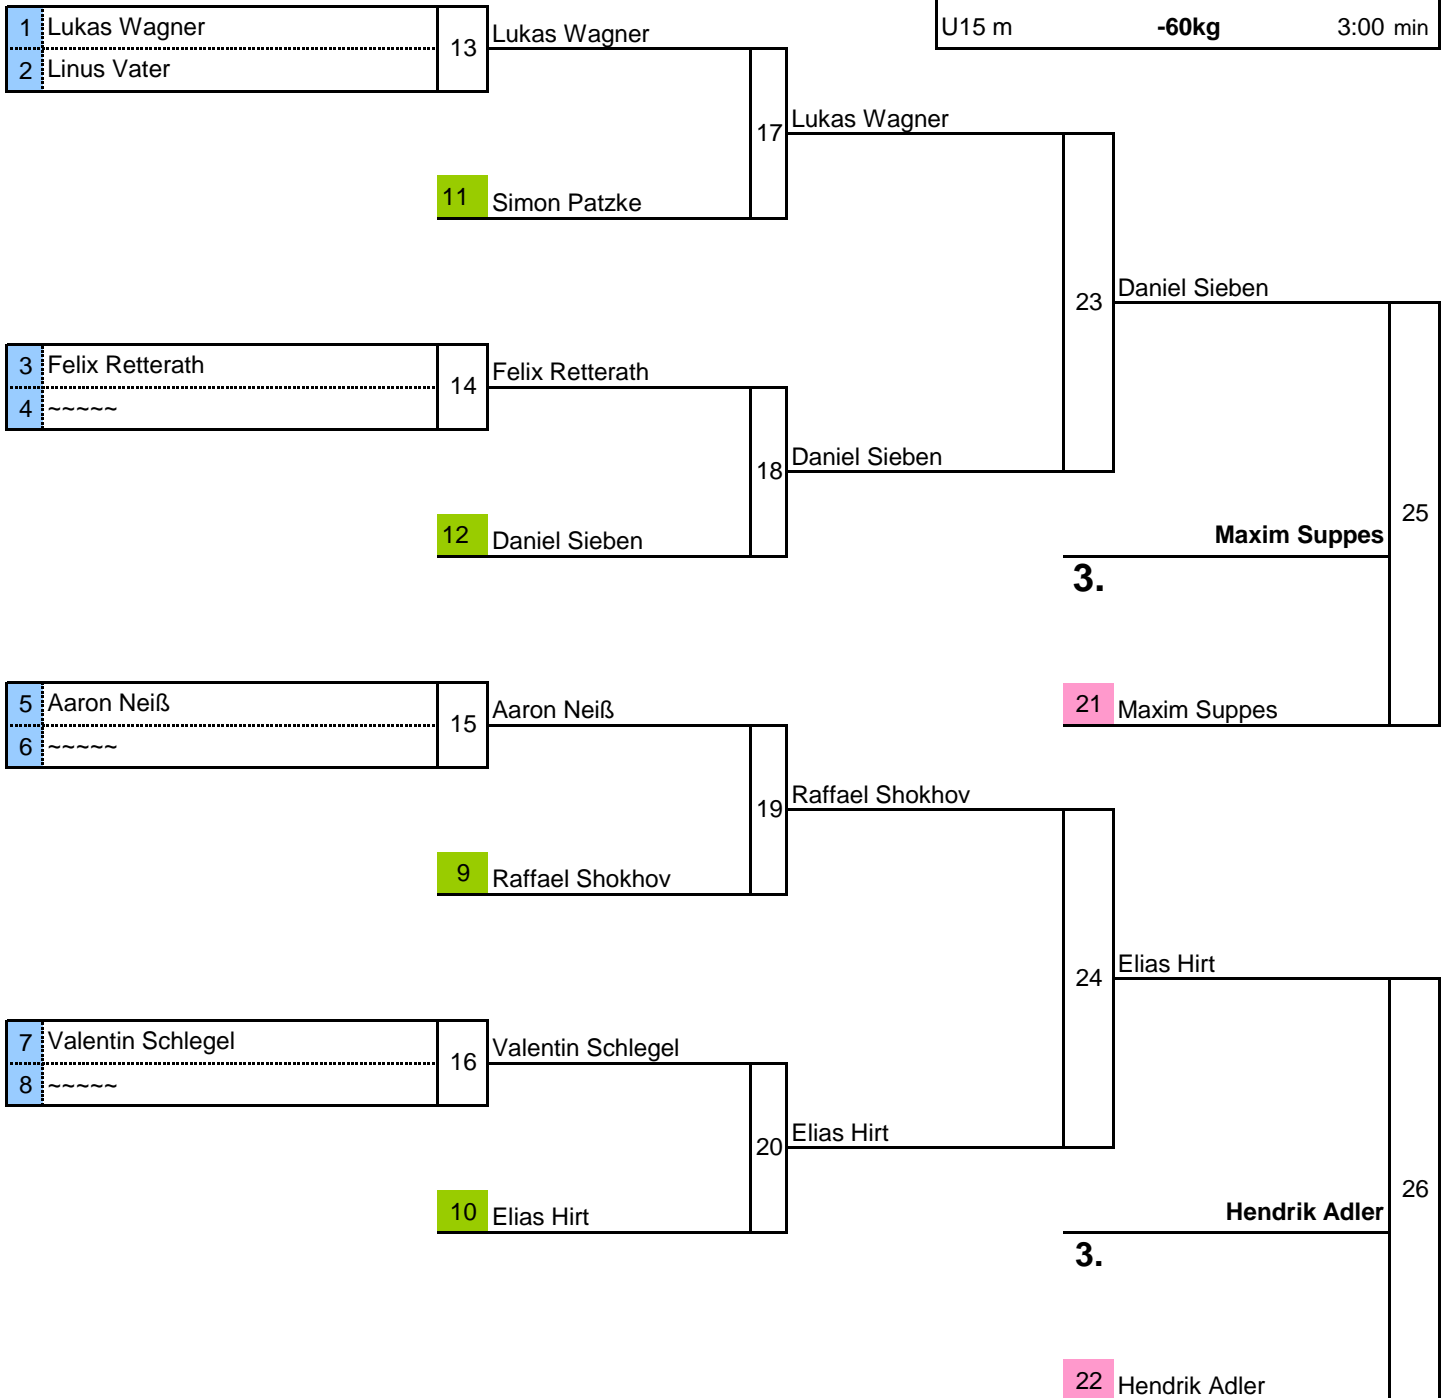 1 Lukas Wagner 13 Lukas Wagner U15 m -60kg 3:00 min
2 Linus Vater
17 Lukas Wagner
11 Simon Patzke
23 Daniel Sieben
3 Felix Retterath 14 Felix Retterath
4 ~~~~~
18 Daniel Sieben
25
12 Daniel Sieben Maxim Suppes
3.
5 Aaron Neiß 15 Aaron Neiß 21 Maxim Suppes
6 ~~~~~
19 Raffael Shokhov
9 Raffael Shokhov
24 Elias Hirt
7 Valentin Schlegel 16 Valentin Schlegel
8 ~~~~~
20 Elias Hirt
26
10 Elias Hirt Hendrik Adler
3.
22 Hendrik Adler